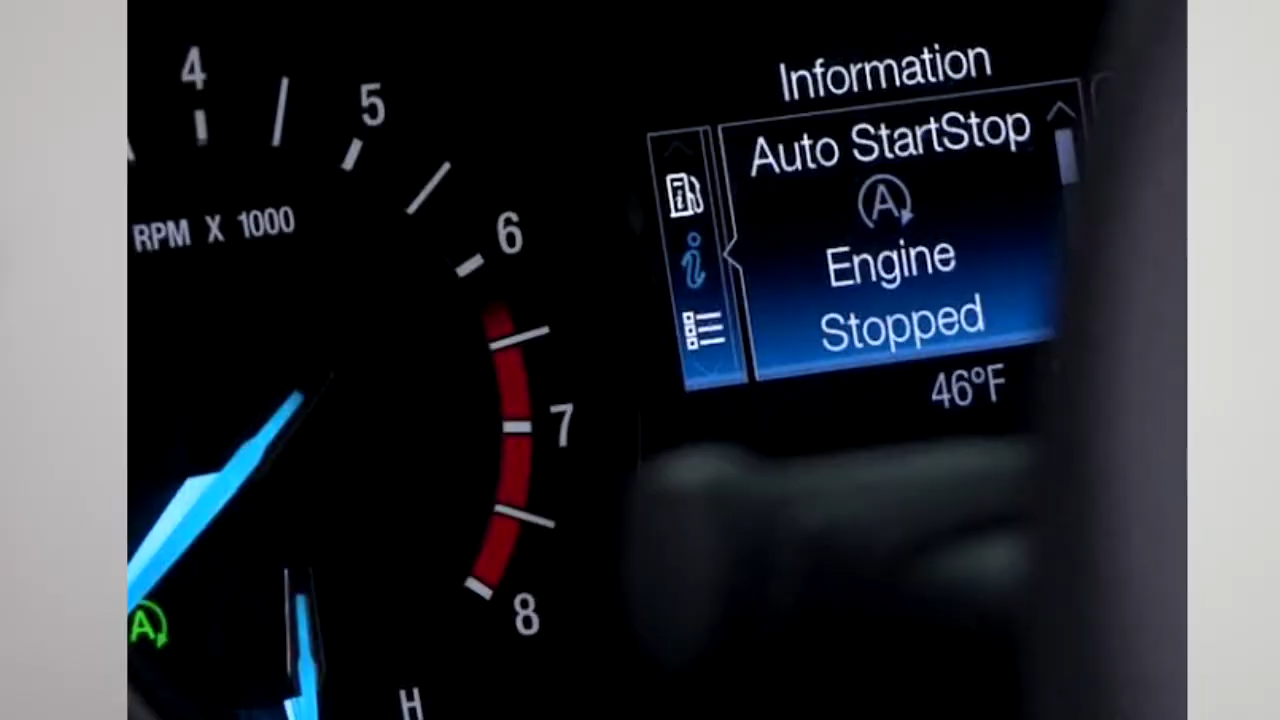 4
5
RPM X 1000
6
7
8
H
A
Information
Auto StartStop
A
Engine
Stopped
46°F
i
i